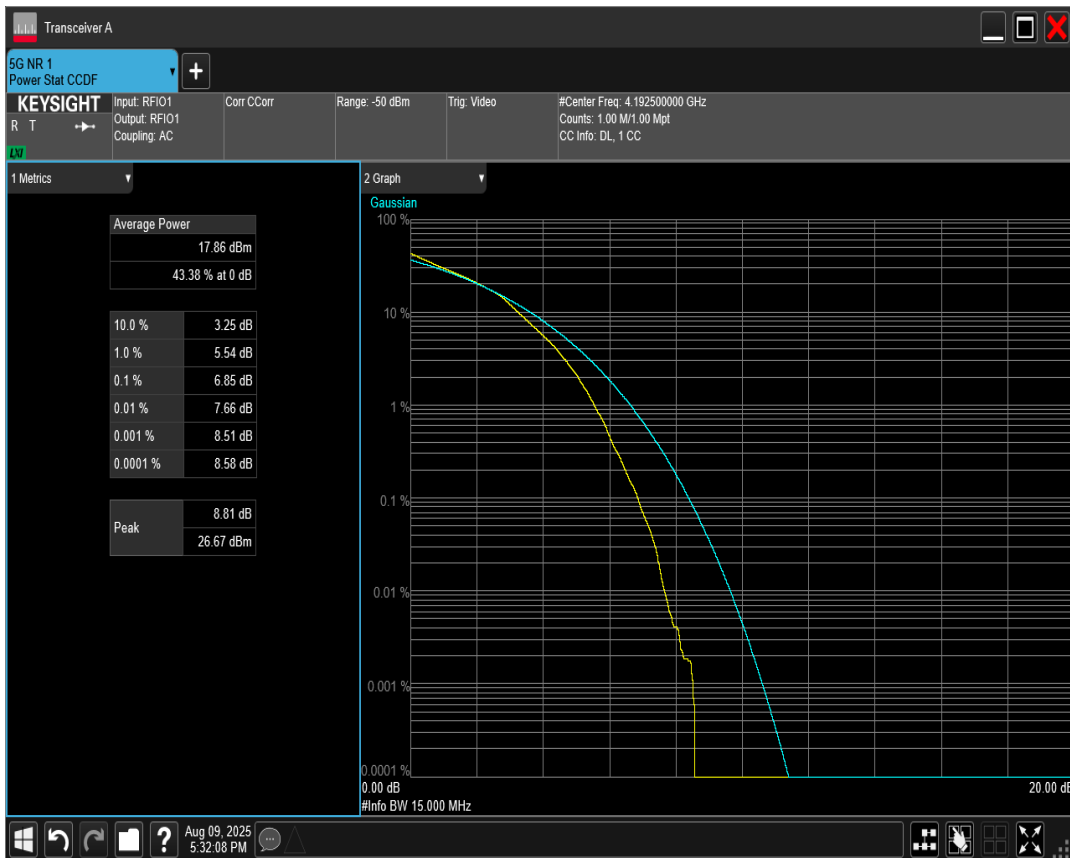 Transceiver A
5G NR 1
Power Stat CCDF
KEYSIGHT
R T
LXI
Input: RFIO1
Output: RFIO1
Coupling: AC
Corr CCorr
Range: -50 dBm
Trig: Video
#Center Freq: 4.192500000 GHz
Counts: 1.00 M/1.00 Mpt
CC Info: DL, 1 CC
1 Metrics
Average Power
17.86 dBm
43.38 % at 0 dB
10.0 % 3.25 dB
1.0 % 5.54 dB
0.1 % 6.85 dB
0.01 % 7.66 dB
0.001 % 8.51 dB
0.0001 % 8.58 dB
Peak
8.81 dB
26.67 dBm
2 Graph
Gaussian
100 %
10 %
1 %
0.1 %
0.01 %
0.001 %
0.0001 %
0.00 dB 20.00 dB
#Info BW 15.000 MHz
Aug 09, 2025
5:32:08 PM